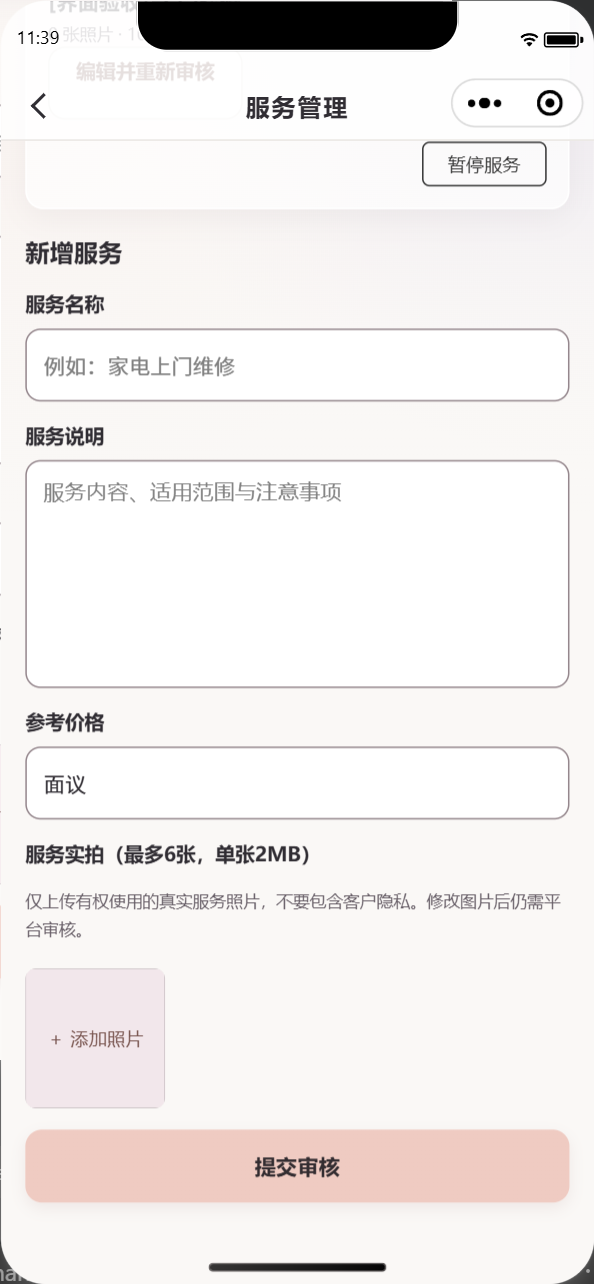 11:39
编辑并重新审核
服务管理
暂停服务
新增服务
服务名称
例如：家电上门维修
服务说明
服务内容、适用范围与注意事项
参考价格
面议
服务实拍（最多6张，单张2MB）
仅上传有权使用的真实服务照片，不要包含客户隐私。修改图片后仍需平
台审核。
+ 添加照片
提交审核